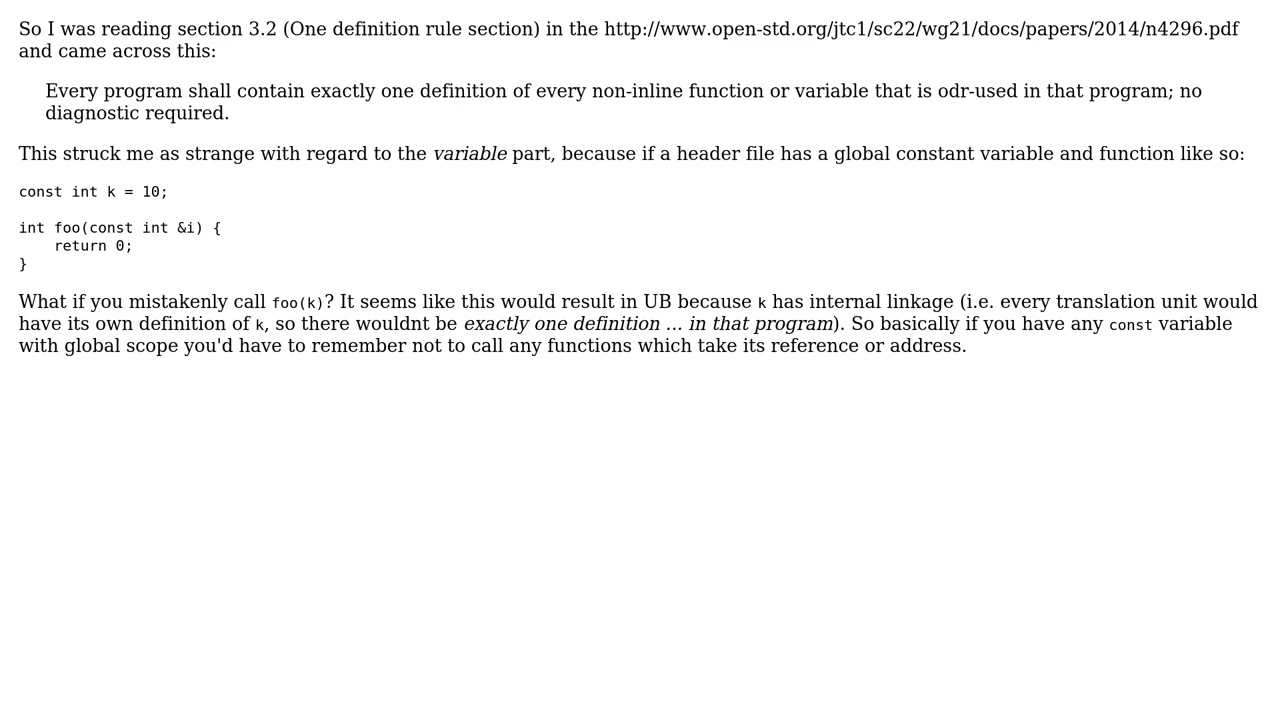 So I was reading section 3.2 (One definition rule section) in the http://www.open-std.org/jtc1/sc22/wg21/docs/papers/2014/n4296.pdf
and came across this:
Every program shall contain exactly one definition of every non-inline function or variable that is odr-used in that program; no
diagnostic required.
This struck me as strange with regard to the variable part, because if a header file has a global constant variable and function like so:
const int k = 10;
int foo(const int &i) {
    return 0;
}
What if you mistakenly call foo(k)? It seems like this would result in UB because k has internal linkage (i.e. every translation unit would
have its own definition of k, so there wouldnt be exactly one definition ... in that program). So basically if you have any const variable
with global scope you'd have to remember not to call any functions which take its reference or address.